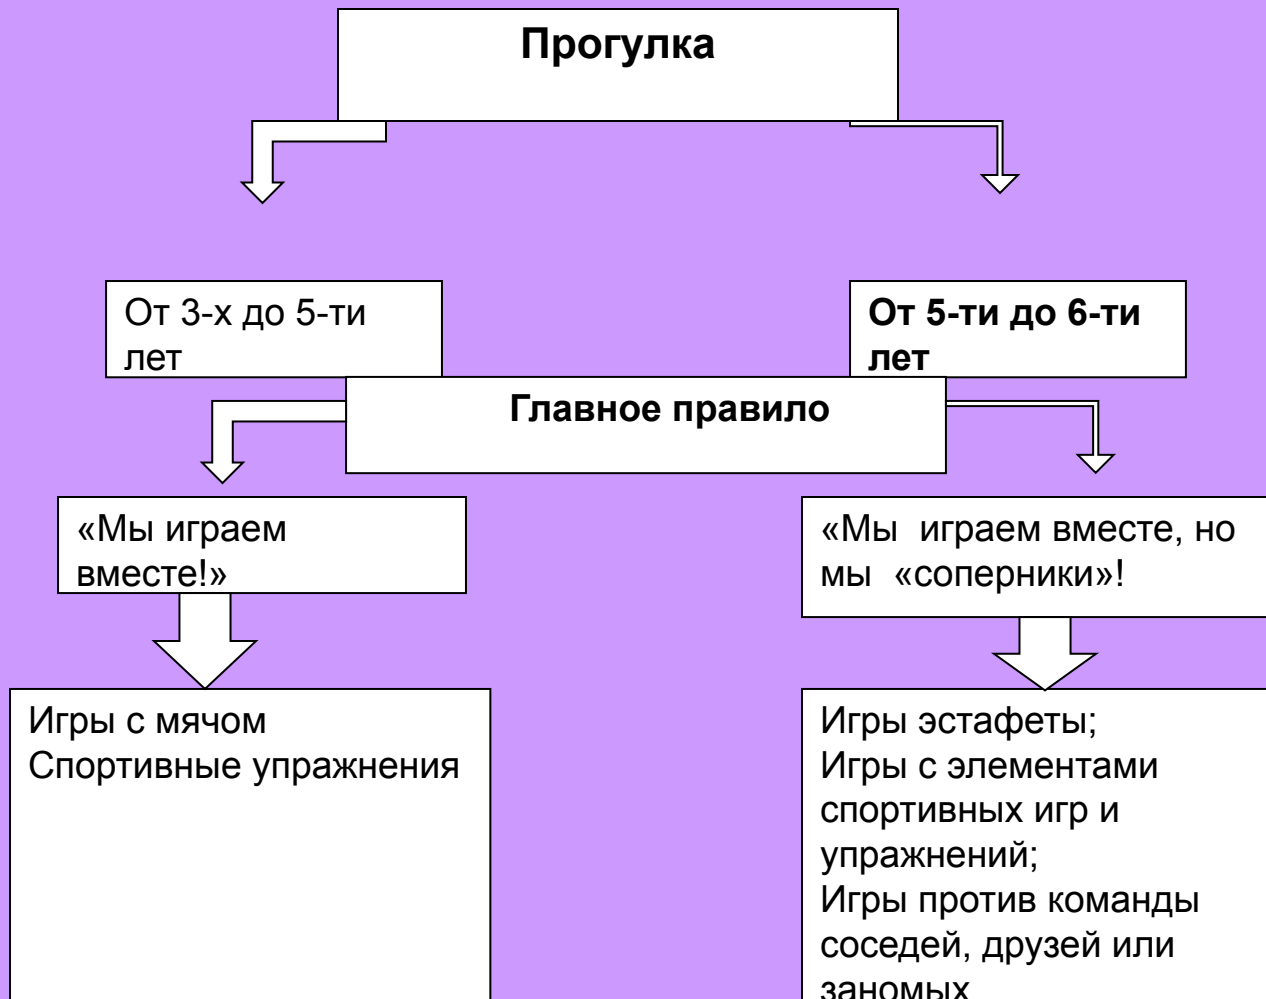 Прогулка
От 3-х до 5-ти
лет
От 5-ти до 6-ти
лет
Главное правило
«Мы играем
вместе!»
«Мы играем вместе, но
мы «соперники»!
Игры с мячом
Спортивные упражнения
Игры эстафеты;
Игры с элементами
спортивных игр и
упражнений;
Игры против команды
соседей, друзей или
заномых